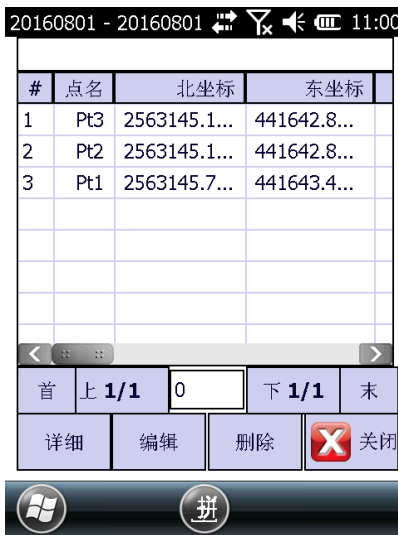 20160801 - 20160801 11:00
# 点名 北坐标 东坐标
1 Pt3 2563145.1... 441642.8...
2 Pt2 2563145.1... 441642.8...
3 Pt1 2563145.7... 441643.4...
首 上 1/1 0 下 1/1 末
详细 编辑 删除 关闭
拼